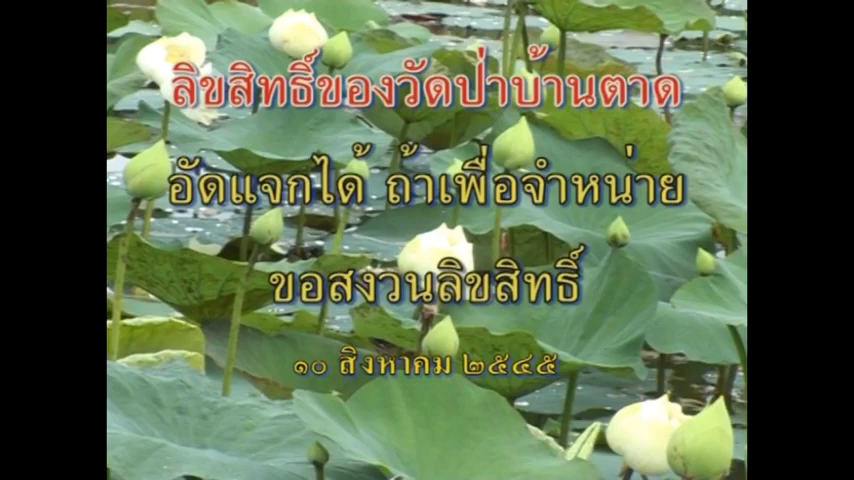 ลิขสิทธิ์ของวัดป่าบ้านตาด
อัดแจกได้ ถ้าเพื่อจำหน่าย
ขอสงวนลิขสิทธิ์
๑๐ สิงหาคม ๒๕๔๕